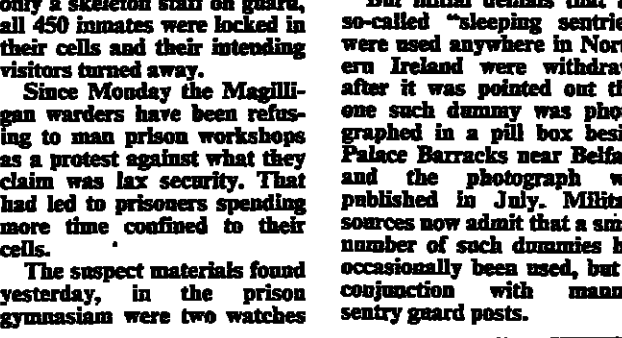 only a skeleton staff on guard,
all 450 inmates were locked in
their cells and their intending
visitors turned away.
Since Monday the Magilli-
gan warders have been refus-
ing to man prison workshops
as a protest against what they
claim was lax security. That
had led to prisoners spending
more time confined to their
cells.
The suspect materials found
yesterday, in the prison
gymnasiam were two watches
But initial denials that
so-called "sleeping sentrie
were used anywhere in Nor
ern Ireland were withdra
after it was pointed out th
one such dummy was pho
graphed in a pill box besi
Palace Barracks near Belfa
and the photograph w
published in July. Milita
sources now admit that a sm
number of such dummies h
occasionally been used, but
conjunction with mann
sentry guard posts.